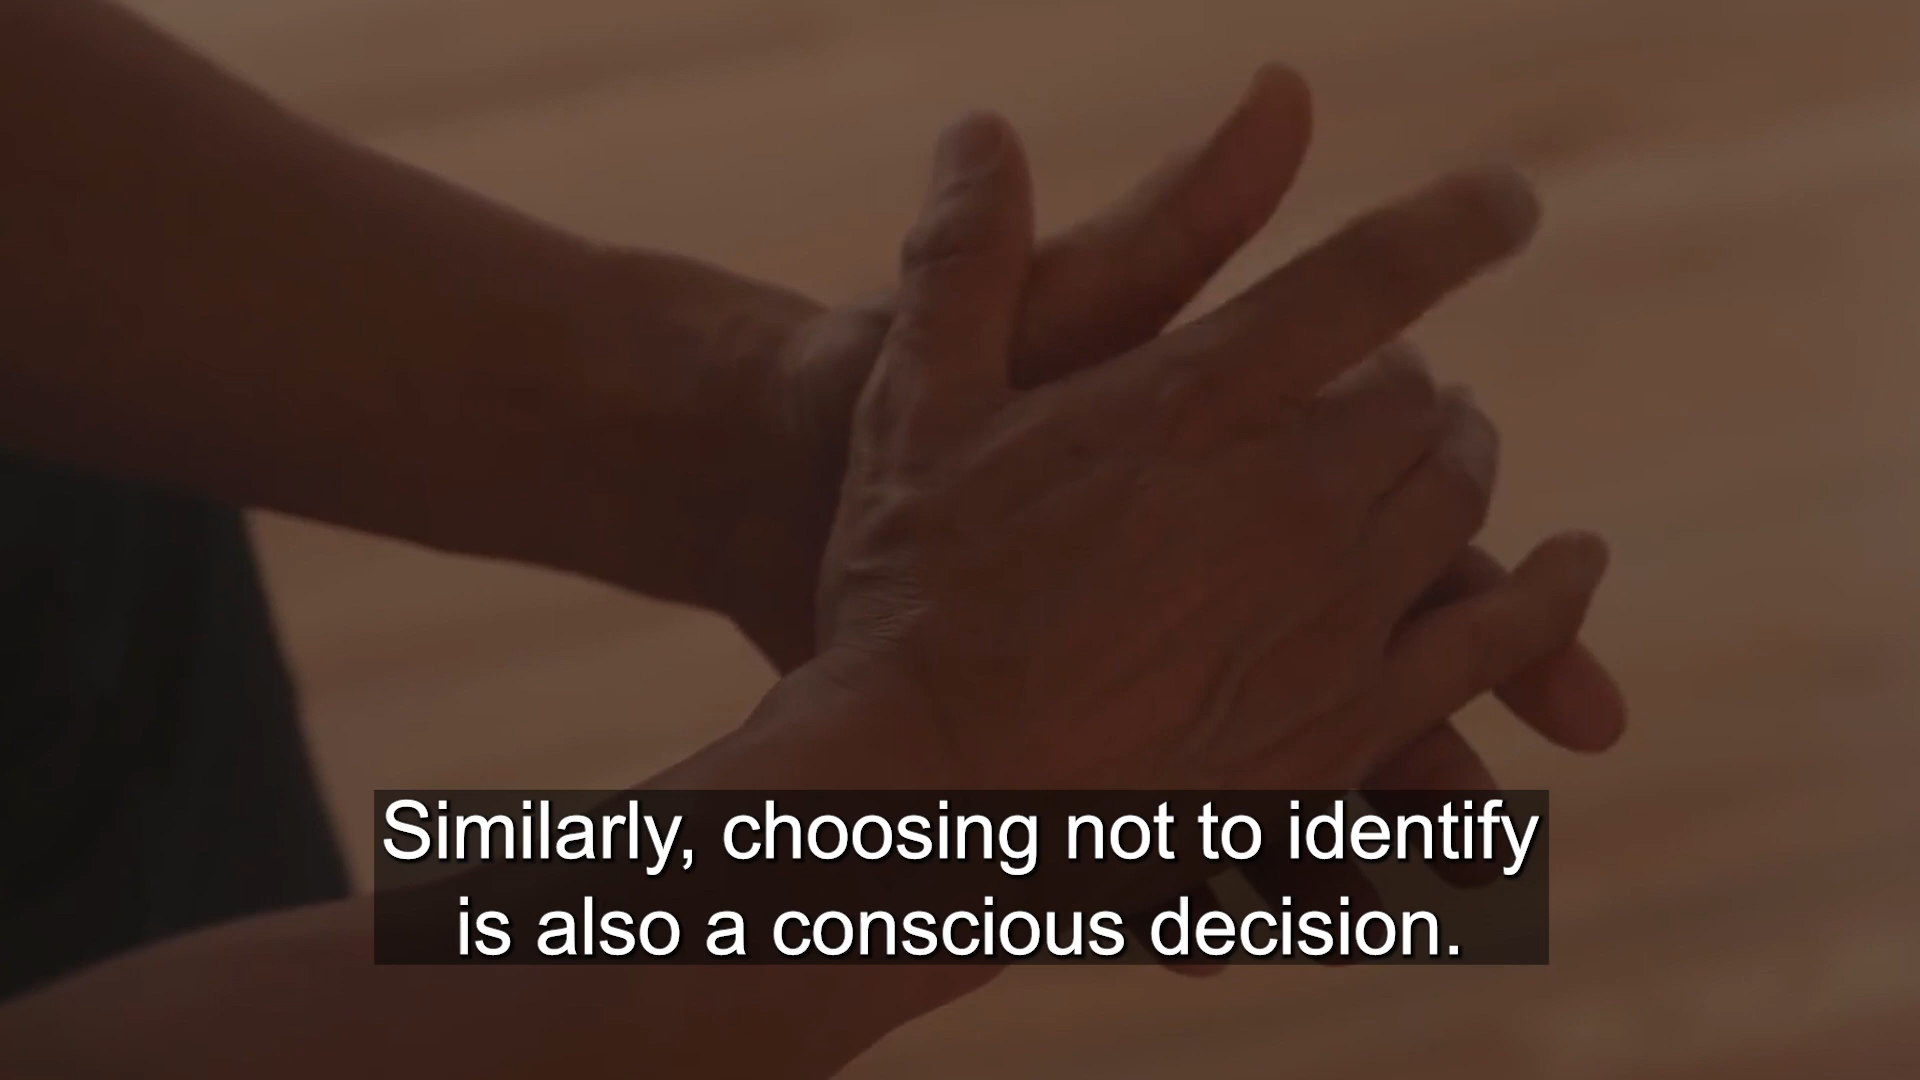 Similarly, choosing not to identify
is also a conscious decision.